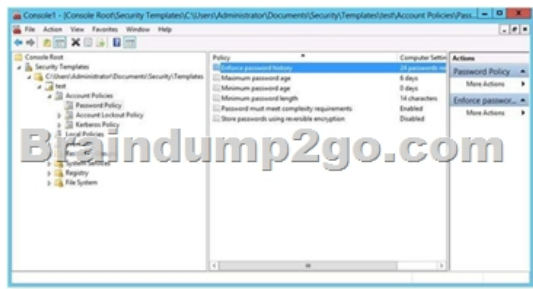 Console1 - [Console Root\Security Templates\C:\Users\Administrator\Documents\Security\Templates\test\Account Policies\Pass...
File Action View Favorites Window Help
Console Root
Security Templates
C:\Users\Administrator\Documents\Security\Templates
test
Account Policies
Password Policy
Account Lockout Policy
Kerberos Policy
Local Policies
System Services
Registry
File System
Policy Computer Settin
Enforce password history 24 passwords re
Maximum password age 6 days
Minimum password age 0 days
Minimum password length 14 characters
Password must meet complexity requirements Enabled
Store passwords using reversible encryption Disabled
Actions
Password Policy
More Actions
Enforce passwor...
More Actions
Braindump2go.com